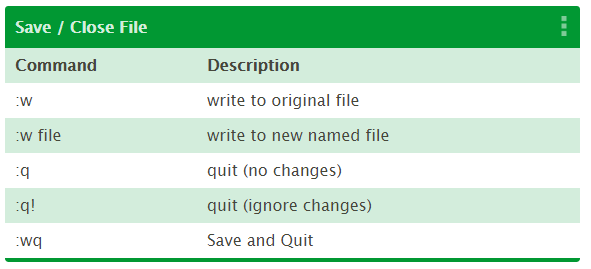 Save / Close File
Command Description
:w write to original file
:w file write to new named file
:q quit (no changes)
:q! quit (ignore changes)
:wq Save and Quit